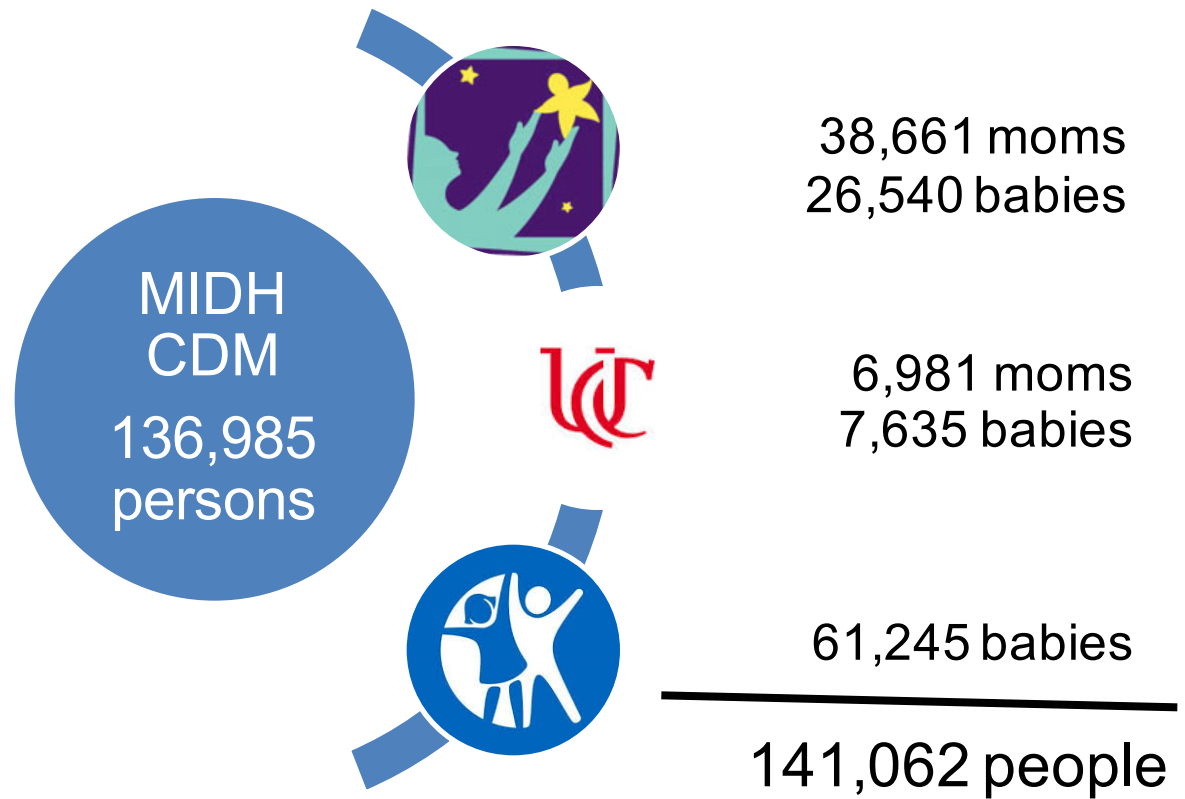 MIDH
CDM
136,985
persons
38,661 moms
26,540 babies
UC
6,981 moms
7,635 babies
61,245 babies
141,062 people